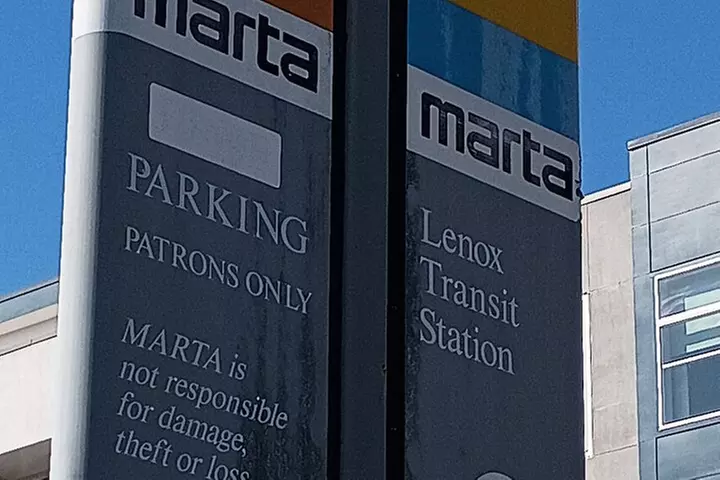 marta
PARKING
PATRONS ONLY
MARTA is
not responsible
for damage,
theft or loss
marta
Lenox
Transit
Station